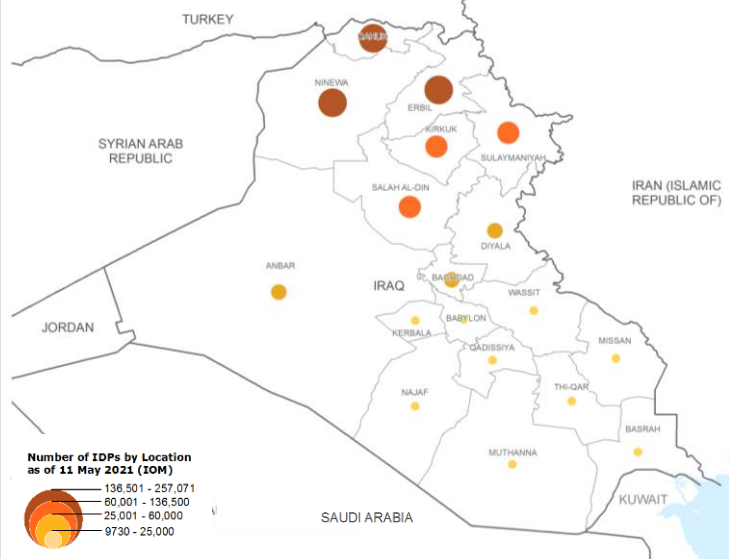 TURKEY
DAHUK
NINEWA
ERBIL
KIRKUK
SULAYMANIYAH
SYRIAN ARAB
REPUBLIC
SALAH AL-DIN
IRAN (ISLAMIC
REPUBLIC OF)
DIYALA
ANBAR
BAGHDAD
IRAQ
WASSIT
JORDAN
KERBALA
BABYLON
QADISSIYA
MISSAN
NAJAF
THI-QAR
BASRAH
MUTHANNA
Number of IDPs by Location
as of 11 May 2021 (IOM)
136,501 - 257,071
60,001 - 136,500
25,001 - 60,000
9730 - 25,000
KUWAIT
SAUDI ARABIA